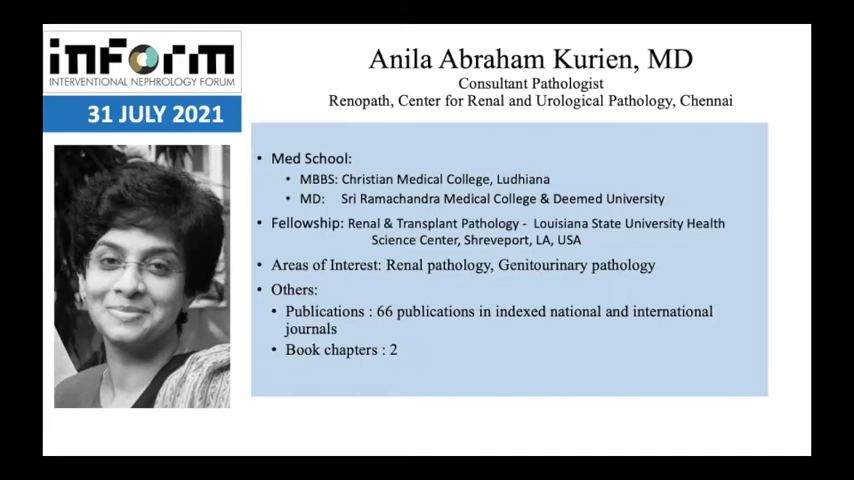 inForm
INTERVENTIONAL NEPHROLOGY FORUM
31 JULY 2021
Anila Abraham Kurien, MD
Consultant Pathologist
Renopath, Center for Renal and Urological Pathology, Chennai
• Med School:
• MBBS: Christian Medical College, Ludhiana
• MD: Sri Ramachandra Medical College & Deemed University
• Fellowship: Renal & Transplant Pathology - Louisiana State University Health
Science Center, Shreveport, LA, USA
• Areas of Interest: Renal pathology, Genitourinary pathology
• Others:
• Publications : 66 publications in indexed national and international
journals
• Book chapters : 2